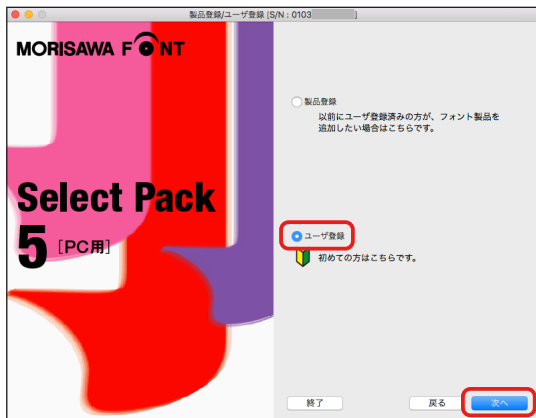 製品登録/ユーザ登録 [S/N : 0103 ]
MORISAWA FONT
Select Pack
5 [PC用]
製品登録
以前にユーザ登録済みの方が、フォント製品を
追加したい場合はこちらです。
ユーザ登録
初めての方はこちらです。
終了
戻る
次へ